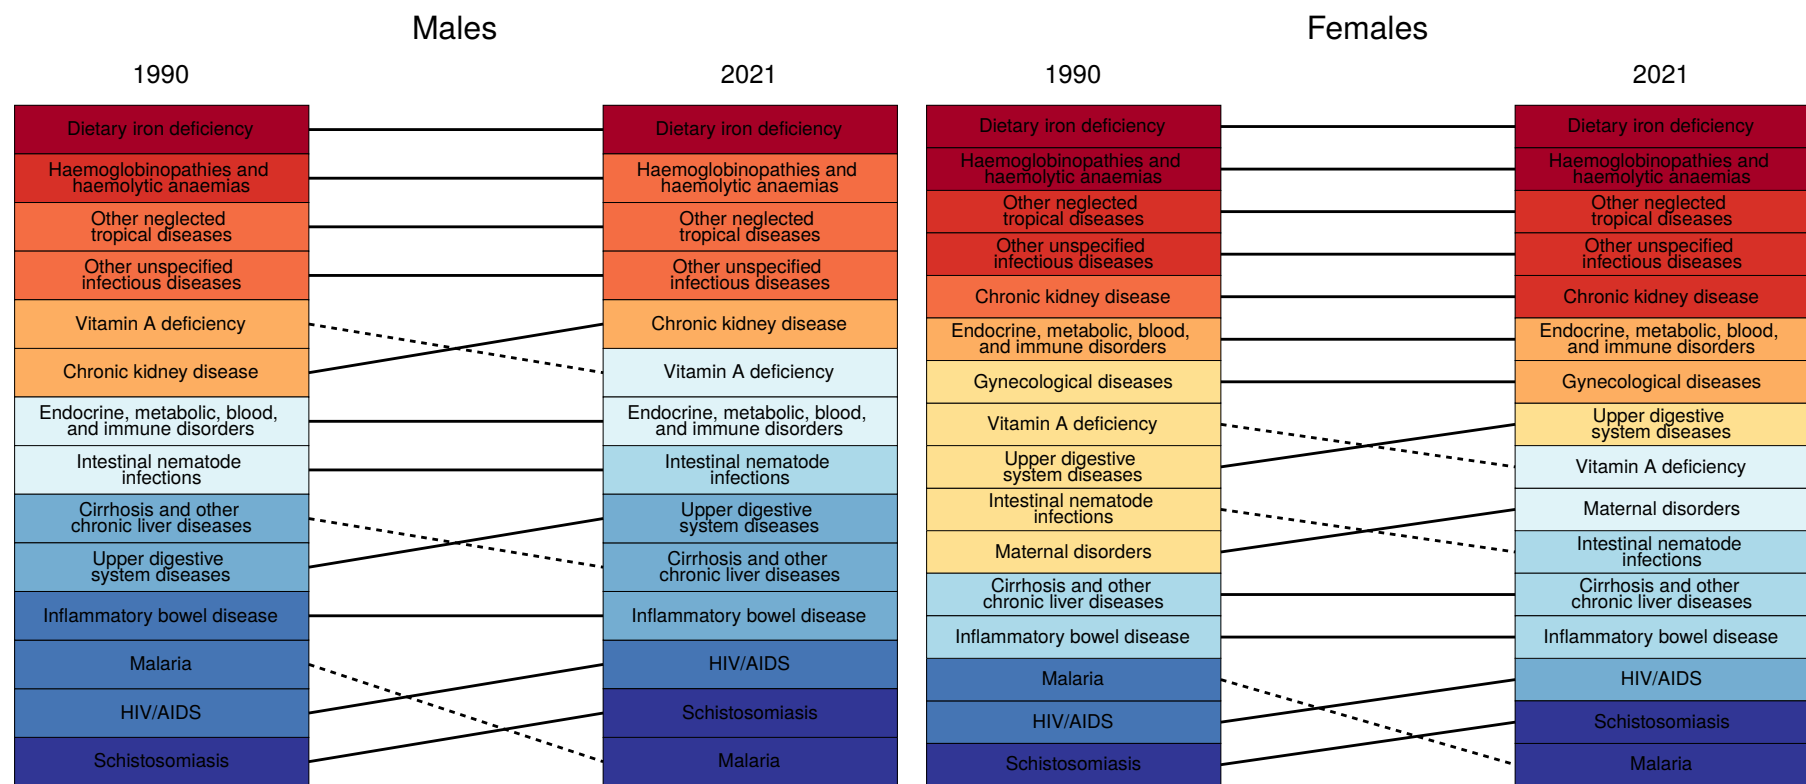 Males
1990
2021
Dietary iron deficiency
Haemoglobinopathies and
haemolytic anaemias
Other neglected
tropical diseases
Other unspecified
infectious diseases
Vitamin A deficiency
Chronic kidney disease
Endocrine, metabolic, blood,
and immune disorders
Intestinal nematode
infections
Cirrhosis and other
chronic liver diseases
Upper digestive
system diseases
Inflammatory bowel disease
Malaria
HIV/AIDS
Schistosomiasis
Dietary iron deficiency
Haemoglobinopathies and
haemolytic anaemias
Other neglected
tropical diseases
Other unspecified
infectious diseases
Chronic kidney disease
Vitamin A deficiency
Endocrine, metabolic, blood,
and immune disorders
Intestinal nematode
infections
Upper digestive
system diseases
Cirrhosis and other
chronic liver diseases
Inflammatory bowel disease
HIV/AIDS
Schistosomiasis
Malaria
Females
1990
2021
Dietary iron deficiency
Haemoglobinopathies and
haemolytic anaemias
Other neglected
tropical diseases
Other unspecified
infectious diseases
Chronic kidney disease
Endocrine, metabolic, blood,
and immune disorders
Gynecological diseases
Vitamin A deficiency
Upper digestive
system diseases
Intestinal nematode
infections
Maternal disorders
Cirrhosis and other
chronic liver diseases
Inflammatory bowel disease
Malaria
HIV/AIDS
Schistosomiasis
Dietary iron deficiency
Haemoglobinopathies and
haemolytic anaemias
Other neglected
tropical diseases
Other unspecified
infectious diseases
Chronic kidney disease
Endocrine, metabolic, blood,
and immune disorders
Gynecological diseases
Upper digestive
system diseases
Vitamin A deficiency
Maternal disorders
Intestinal nematode
infections
Cirrhosis and other
chronic liver diseases
Inflammatory bowel disease
HIV/AIDS
Schistosomiasis
Malaria